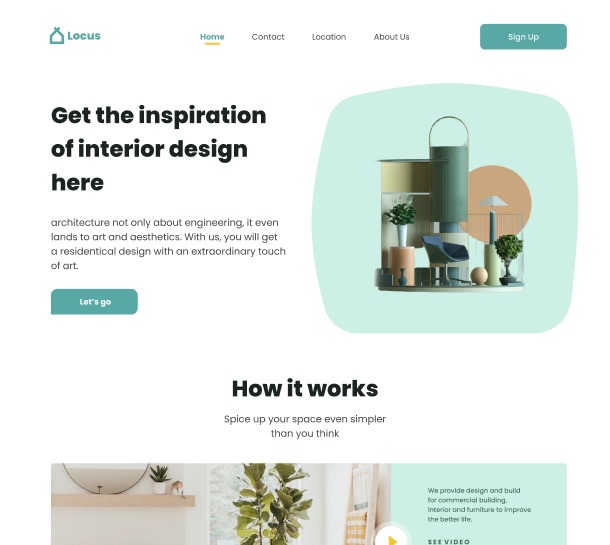 Locus
Home
Contact
Location
About Us
Sign Up
Get the inspiration
of interior design
here
architecture not only about engineering, it even
lands to art and aesthetics. With us, you will get
a residentical design with an extraordinary touch
of art.
Let's go
How it works
Spice up your space even simpler
than you think
We provide design and build
for commercial building,
interior and furniture to improve
the better life.
SEE VIDEO